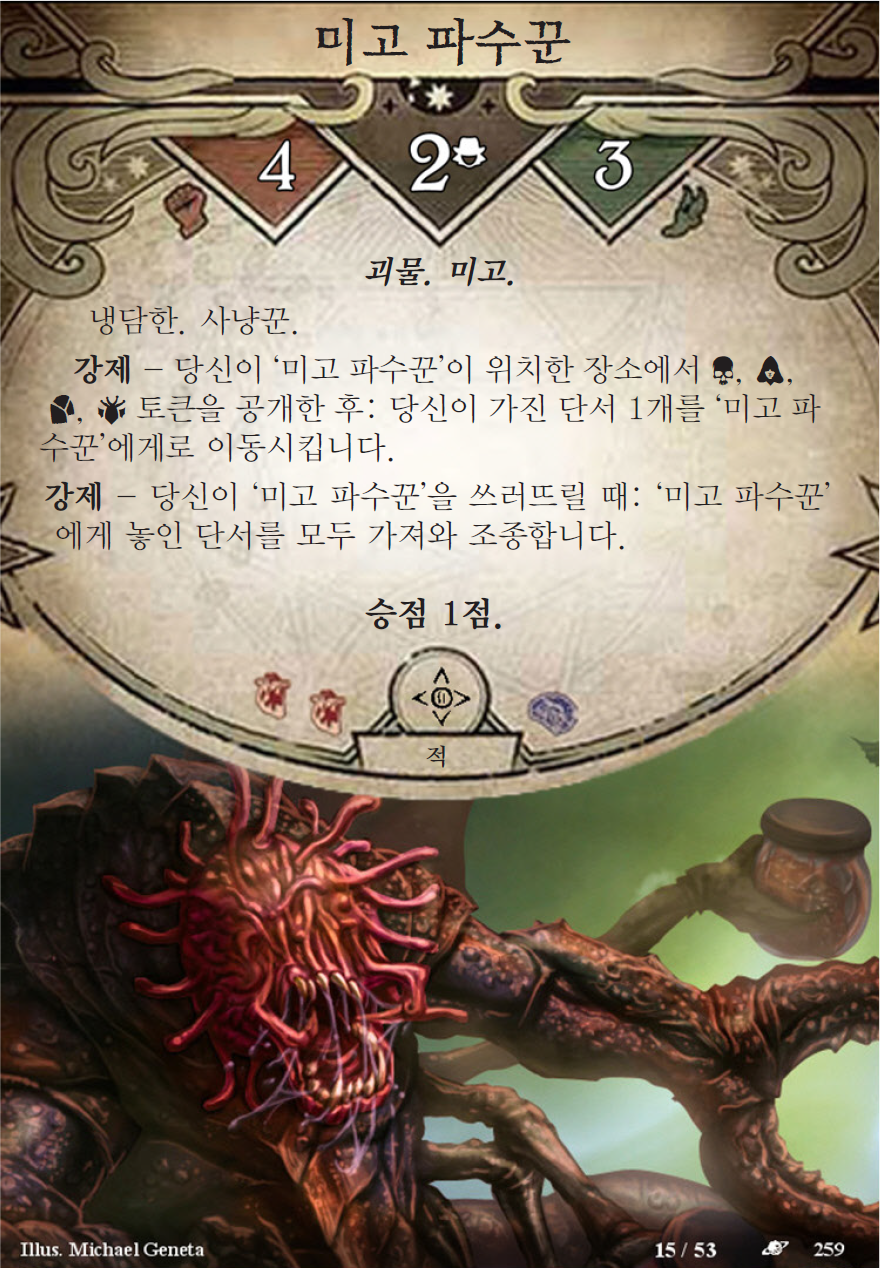 미고 파수꾼
4 2 3
괴물. 미고.
냉담한. 사냥꾼.
강제 – 당신이 ‘미고 파수꾼’이 위치한 장소에서 , ,
, 토큰을 공개한 후: 당신이 가진 단서 1개를 ‘미고 파
수꾼’에게로 이동시킵니다.
강제 – 당신이 ‘미고 파수꾼’을 쓰러뜨릴 때: ‘미고 파수꾼’
에게 놓인 단서를 모두 가져와 조종합니다.
승점 1점.
적
Illus. Michael Geneta 15 / 53 259